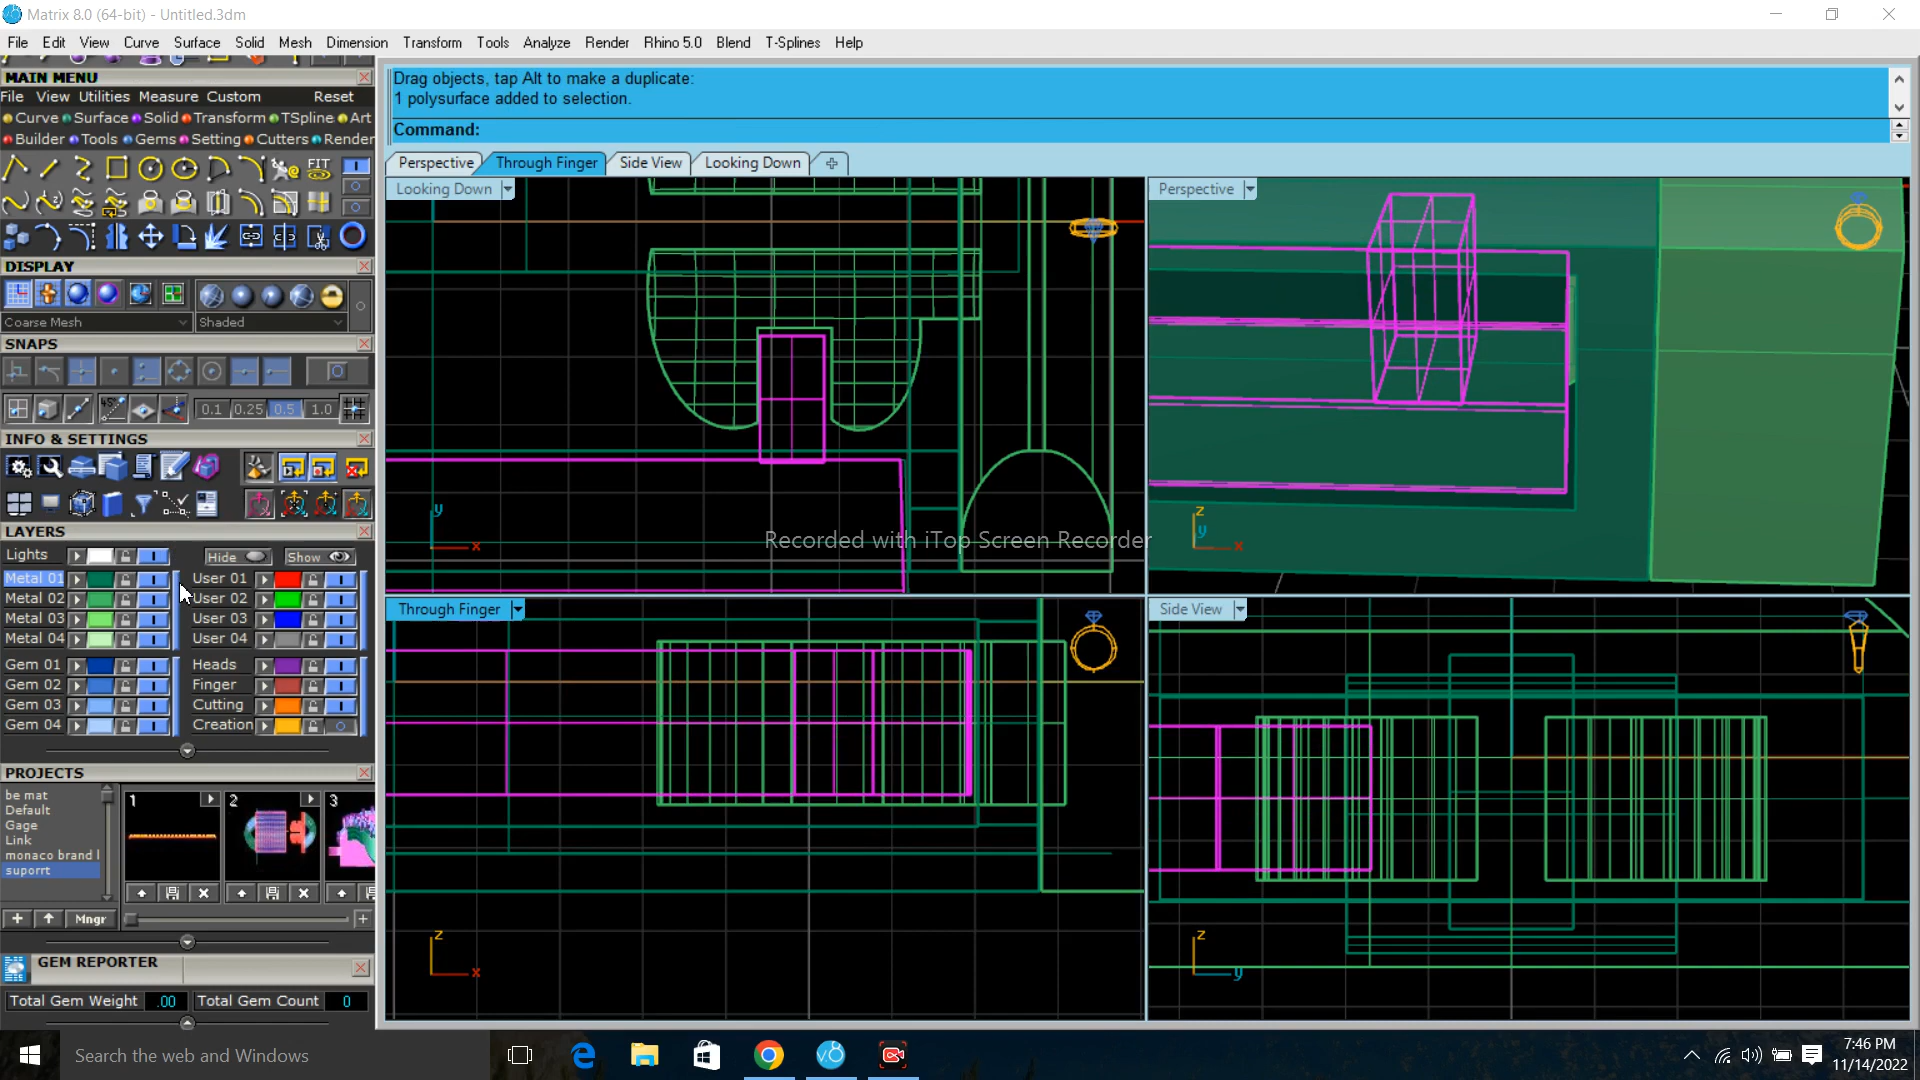 Matrix 8.0 (64-bit) - Untitled.3dm
File Edit View Curve Surface Solid Mesh Dimension Transform Tools Analyze Render Rhino 5.0 Blend T-Splines Help
MAIN MENU
File View Utilities Measure Custom Reset
Curve Surface Solid Transform TSpline Art
Builder Tools Gems Setting Cutters Render
FIT
DISPLAY
Coarse Mesh Shaded
SNAPS
45°
0.1 0.25 0.5 1.0
INFO & SETTINGS
LAYERS
Lights Hide Show
Metal 01 User 01
Metal 02 User 02
Metal 03 User 03
Metal 04 User 04
Gem 01 Heads
Gem 02 Finger
Gem 03 Cutting
Gem 04 Creation
PROJECTS
be mat
Default
Gage
Link
monaco brand l
suporrt
1 2 3
Mngr
GEM REPORTER
Total Gem Weight .00 Total Gem Count 0
Drag objects, tap Alt to make a duplicate:
1 polysurface added to selection.
Command:
Perspective Through Finger Side View Looking Down
Looking Down
y
x
Perspective
z
y
x
Recorded with iTop Screen Recorder
Through Finger
z
x
Side View
z
y
Search the web and Windows
7:46 PM
11/14/2022